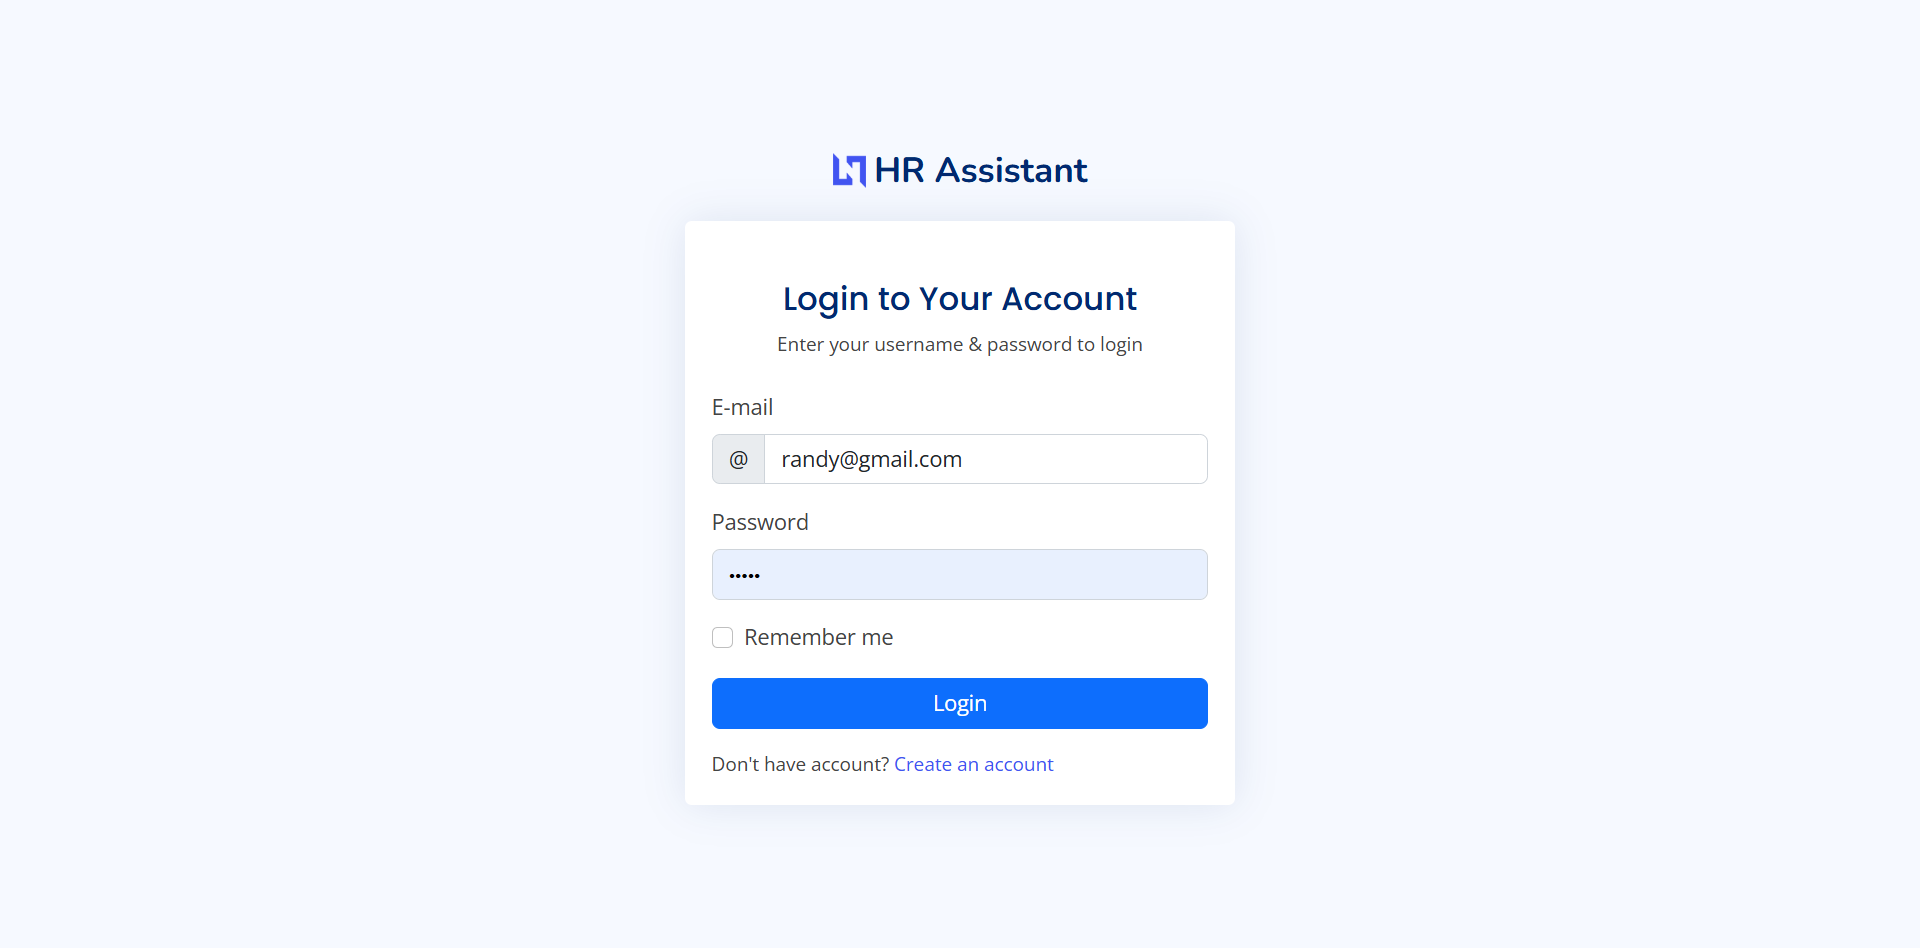 HR Assistant
Login to Your Account
Enter your username & password to login
E-mail
@ randy@gmail.com
Password
•••••
Remember me
Login
Don't have account? Create an account